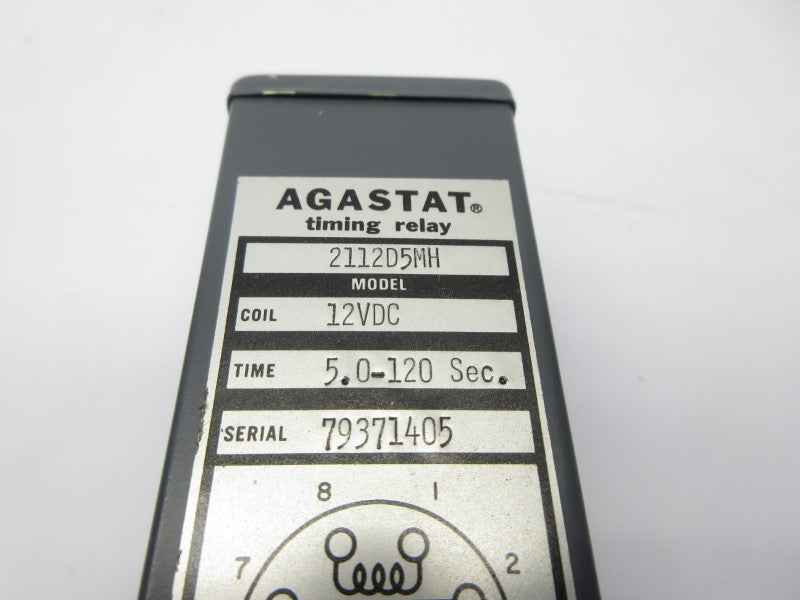 AGASTAT®
timing relay
2112D5MH
MODEL
COIL 12VDC
TIME 5.0-120 Sec.
SERIAL 79371405
8 1
7 2